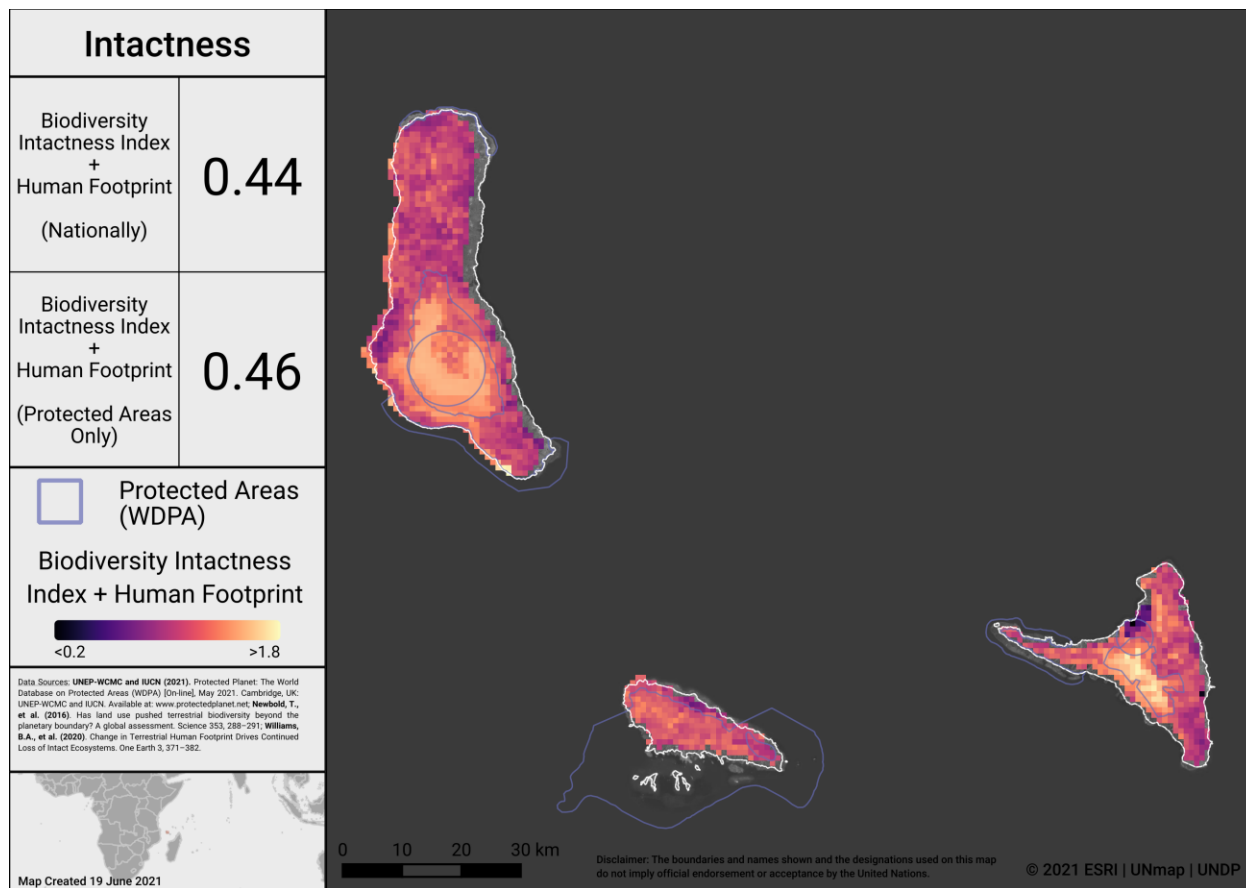 Intactness
Biodiversity
Intactness Index
+
Human Footprint
(Nationally)
0.44
Biodiversity
Intactness Index
+
Human Footprint
(Protected Areas
Only)
0.46
Protected Areas
(WDPA)
Biodiversity Intactness
Index + Human Footprint
<0.2
>1.8
Data Sources: UNEP-WCMC and IUCN (2021). Protected Planet: The World
Database on Protected Areas (WDPA) [On-line], May 2021. Cambridge, UK:
UNEP-WCMC and IUCN. Available at: www.protectedplanet.net; Newbold, T.,
et al. (2016). Has land use pushed terrestrial biodiversity beyond the
planetary boundary? A global assessment. Science 353, 288–291; Williams,
B.A., et al. (2020). Change in Terrestrial Human Footprint Drives Continued
Loss of Intact Ecosystems. One Earth 3, 371–382.
Map Created 19 June 2021
0 10 20 30 km
Disclaimer: The boundaries and names shown and the designations used on this map
do not imply official endorsement or acceptance by the United Nations.
© 2021 ESRI | UNmap | UNDP